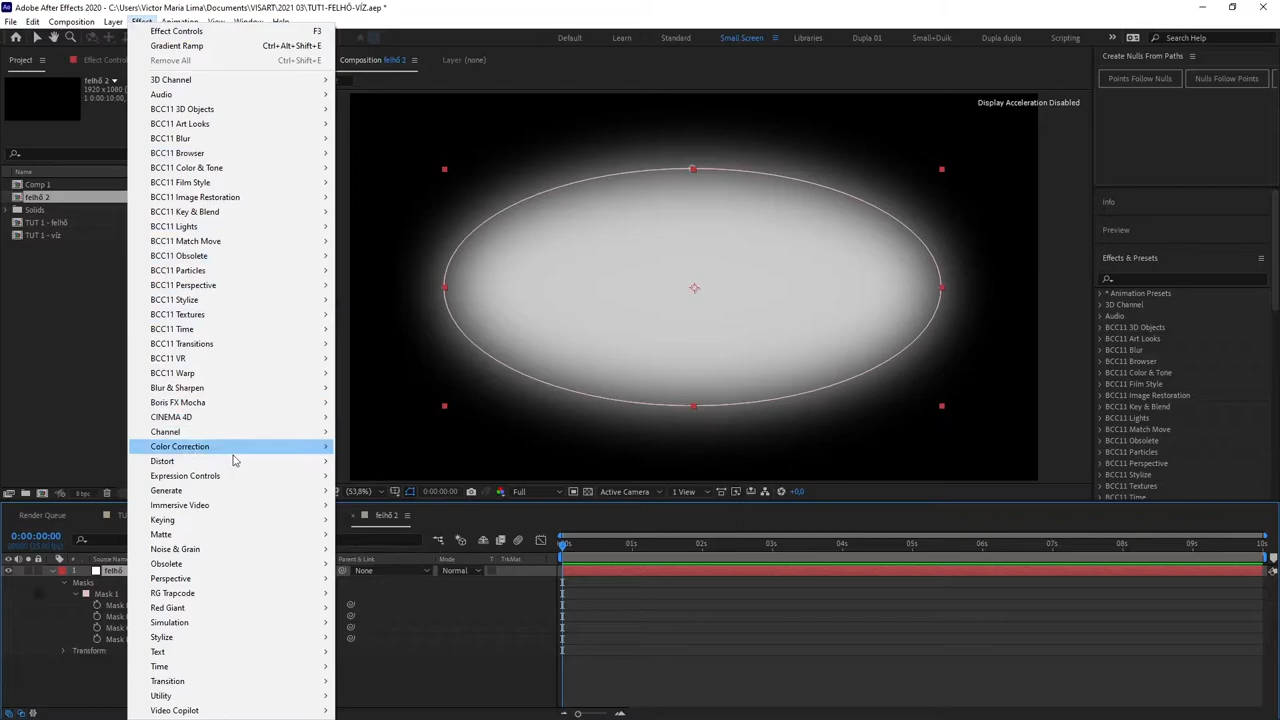 Adobe After Effects 2020 - C:\Users\Victor Maria Lima\Documents\VISART\2021 03\TUT1-FELHŐ-VÍZ.aep *
File Edit Composition Layer Effect Animation View Window Help
Default Learn Standard Small Screen Libraries Dupla 01 Small+Duik Dupla dupla Scripting Search Help
Project Effect Contro Composition felhő 2 Layer (none)
felhő 2
1920 x 1080
1 0:00:10:00,
Name
Comp 1
felhő 2
Solids
TUT 1 - felhő
TUT 1 - víz
Effect Controls F3
Gradient Ramp Ctrl+Alt+Shift+E
Remove All Ctrl+Shift+E
3D Channel
Audio
BCC11 3D Objects
BCC11 Art Looks
BCC11 Blur
BCC11 Browser
BCC11 Color & Tone
BCC11 Film Style
BCC11 Image Restoration
BCC11 Key & Blend
BCC11 Lights
BCC11 Match Move
BCC11 Obsolete
BCC11 Particles
BCC11 Perspective
BCC11 Stylize
BCC11 Textures
BCC11 Time
BCC11 Transitions
BCC11 VR
BCC11 Warp
Blur & Sharpen
Boris FX Mocha
CINEMA 4D
Channel
Color Correction
Distort
Expression Controls
Generate
Immersive Video
Keying
Matte
Noise & Grain
Obsolete
Perspective
RG Trapcode
Red Giant
Simulation
Stylize
Text
Time
Transition
Utility
Video Copilot
Display Acceleration Disabled
Create Nulls From Paths
Points Follow Nulls Nulls Follow Points
Info
Preview
Effects & Presets
* Animation Presets
3D Channel
Audio
BCC11 3D Objects
BCC11 Art Looks
BCC11 Blur
BCC11 Browser
BCC11 Color & Tone
BCC11 Film Style
BCC11 Image Restoration
BCC11 Key & Blend
BCC11 Lights
BCC11 Match Move
BCC11 Obsolete
BCC11 Particles
BCC11 Perspective
BCC11 Stylize
BCC11 Textures
BCC11 Time
8 bpc (53,8%) 0:00:00:00 Full Active Camera 1 View +0,0
Render Queue TU felhő 2
0:00:00:00
Source Nam Parent & Link Mode T TrkMat
01s 02s 03s 04s 05s 06s 07s 08s 09s 10s
1 felhő None Normal
Masks
Mask 1
Mask
Mask
Mask
Mask
Transform